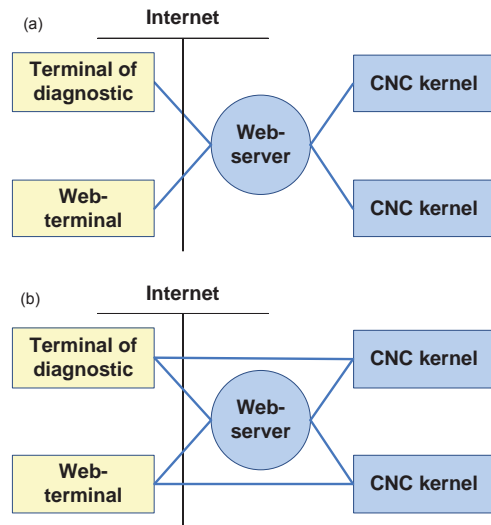 (a)
Internet
Terminal of
diagnostic
CNC kernel
Web-
server
Web-
terminal
CNC kernel
(b)
Internet
Terminal of
diagnostic
CNC kernel
Web-
server
Web-
terminal
CNC kernel